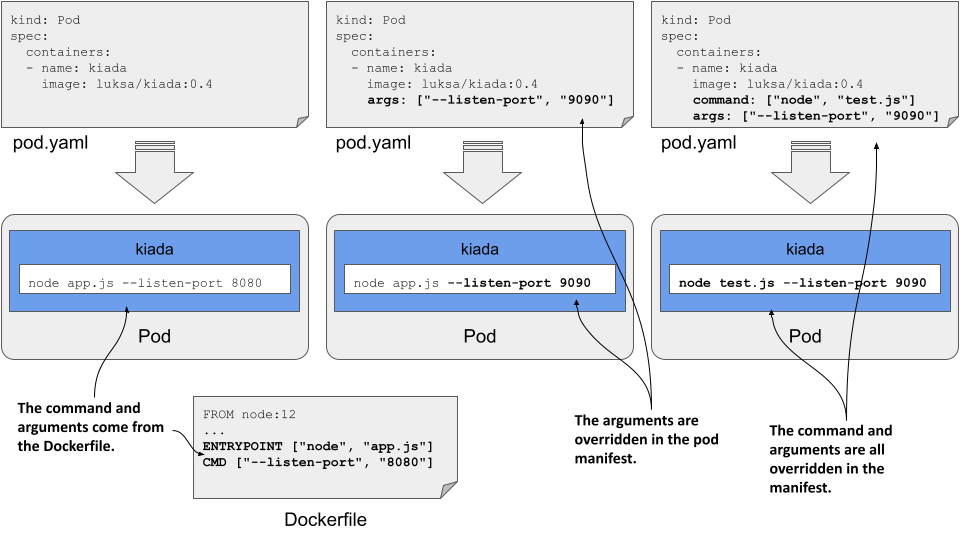 kind: Pod
spec:
  containers:
  - name: kiada
    image: luksa/kiada:0.4
pod.yaml
kind: Pod
spec:
  containers:
  - name: kiada
    image: luksa/kiada:0.4
    args: ["--listen-port", "9090"]
pod.yaml
kind: Pod
spec:
  containers:
  - name: kiada
    image: luksa/kiada:0.4
    command: ["node", "test.js"]
    args: ["--listen-port", "9090"]
pod.yaml
kiada
node app.js --listen-port 8080
Pod
kiada
node app.js --listen-port 9090
Pod
kiada
node test.js --listen-port 9090
Pod
The command and
arguments come from
the Dockerfile.
FROM node:12
...
ENTRYPOINT ["node", "app.js"]
CMD ["--listen-port", "8080"]
Dockerfile
The arguments are
overridden in the pod
manifest.
The command and
arguments are all
overridden in the
manifest.